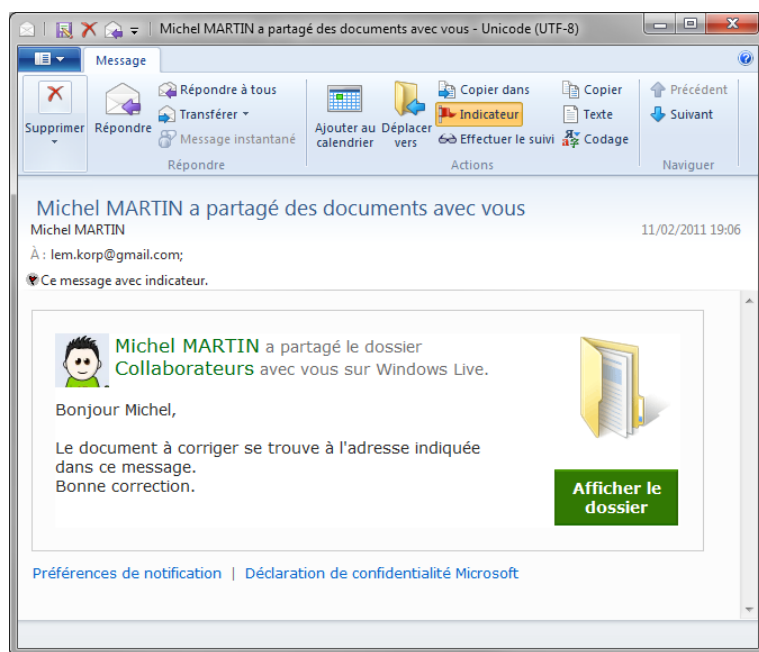 Michel MARTIN a partagé des documents avec vous - Unicode (UTF-8)
Message
Supprimer
Répondre
Répondre à tous
Transférer
Message instantané
Répondre
Ajouter au
calendrier
Déplacer
vers
Copier dans
Indicateur
Effectuer le suivi
Copier
Texte
Codage
Actions
Précédent
Suivant
Naviguer
Michel MARTIN a partagé des documents avec vous
Michel MARTIN
11/02/2011 19:06
À : lem.korp@gmail.com;
Ce message avec indicateur.
Michel MARTIN a partagé le dossier
Collaborateurs avec vous sur Windows Live.
Bonjour Michel,
Le document à corriger se trouve à l'adresse indiquée
dans ce message.
Bonne correction.
Afficher le
dossier
Préférences de notification | Déclaration de confidentialité Microsoft